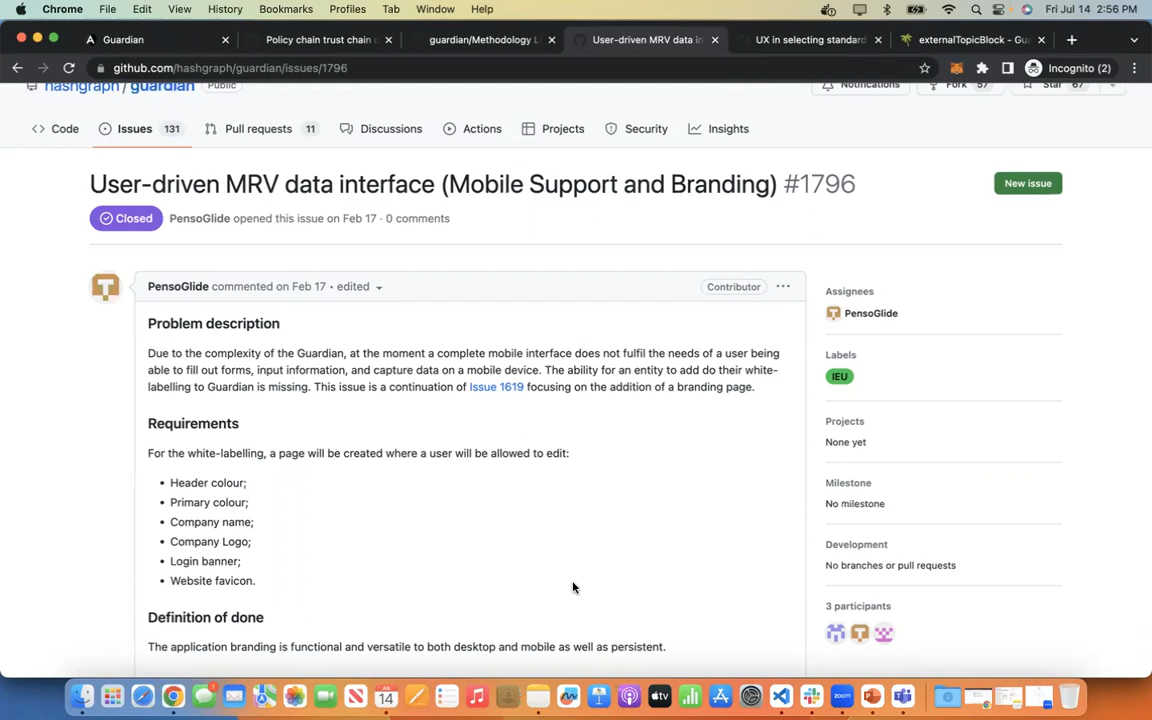 Chrome File Edit View History Bookmarks Profiles Tab Window Help Fri Jul 14 2:56 PM
Guardian Policy chain trust chain guardian/Methodology User-driven MRV data in UX in selecting standard externalTopicBlock - Gu
github.com/hashgraph/guardian/issues/1796 Incognito (2)
hashgraph / guardian Public Notifications Fork 57 Star 67
Code Issues 131 Pull requests 11 Discussions Actions Projects Security Insights
User-driven MRV data interface (Mobile Support and Branding) #1796 New issue
Closed PensoGlide opened this issue on Feb 17 · 0 comments
PensoGlide commented on Feb 17 • edited Contributor
Problem description
Due to the complexity of the Guardian, at the moment a complete mobile interface does not fulfil the needs of a user being
able to fill out forms, input information, and capture data on a mobile device. The ability for an entity to add do their white-
labelling to Guardian is missing. This issue is a continuation of Issue 1619 focusing on the addition of a branding page.
Requirements
For the white-labelling, a page will be created where a user will be allowed to edit:
• Header colour;
• Primary colour;
• Company name;
• Company Logo;
• Login banner;
• Website favicon.
Definition of done
The application branding is functional and versatile to both desktop and mobile as well as persistent.
Assignees
PensoGlide
Labels
IEU
Projects
None yet
Milestone
No milestone
Development
No branches or pull requests
3 participants
14
zoom